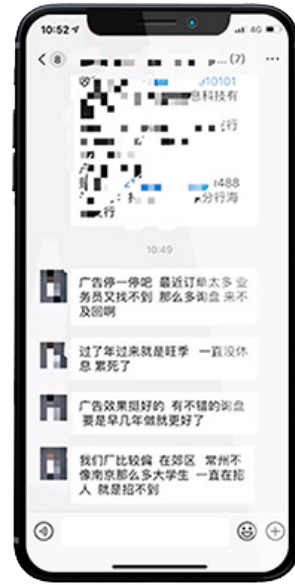 10:52
4G
8
... (7)
910101
息科技有
行
488
分行海
行
10:49
广告停一停吧 最近订单太多 业
务员又找不到 那么多询盘 来不
及回啊
过了年过来就是旺季 一直没休
息 累死了
广告效果挺好的 有不错的询盘
要是早几年做就更好了
我们厂比较偏 在郊区 常州不
像南京那么多大学生 一直在招
人 就是招不到